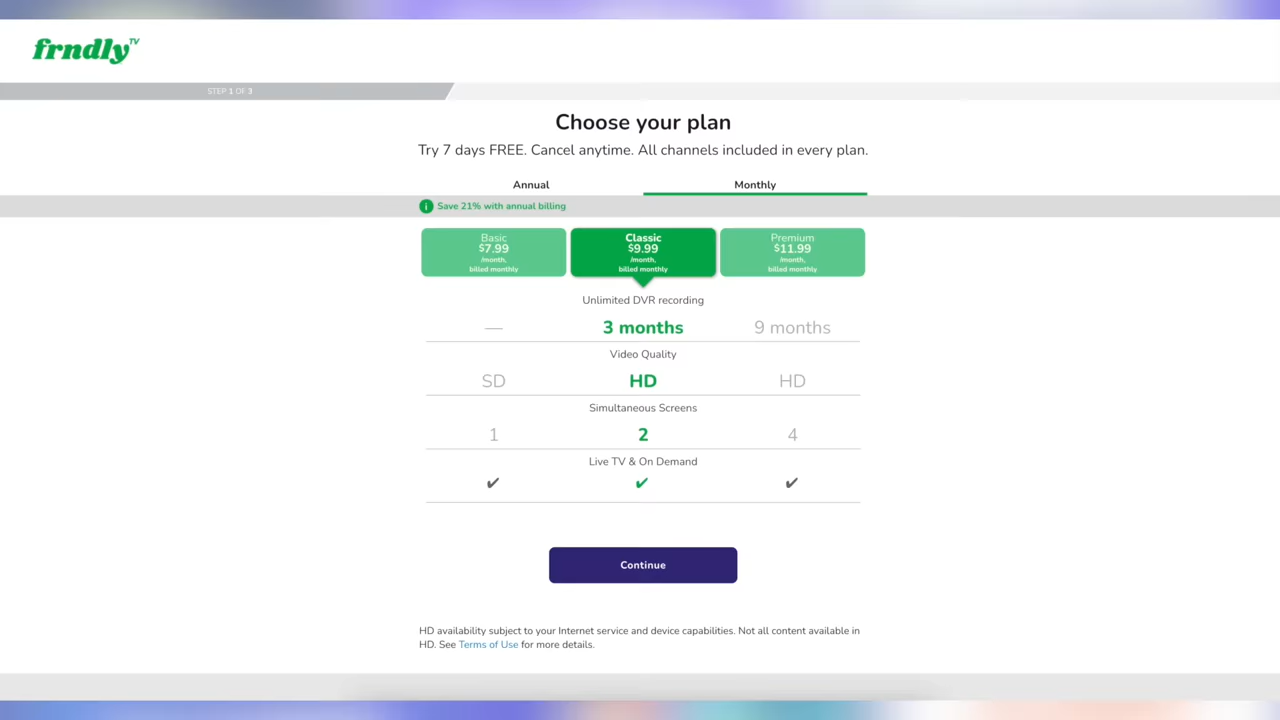 frndly TV
STEP 1 OF 3
Choose your plan
Try 7 days FREE. Cancel anytime. All channels included in every plan.
Annual Monthly
i Save 21% with annual billing
Basic
$7.99
/month,
billed monthly
Classic
$9.99
/month,
billed monthly
Premium
$11.99
/month,
billed monthly
Unlimited DVR recording
— 3 months 9 months
Video Quality
SD HD HD
Simultaneous Screens
1 2 4
Live TV & On Demand
✔ ✔ ✔
Continue
HD availability subject to your Internet service and device capabilities. Not all content available in
HD. See Terms of Use for more details.